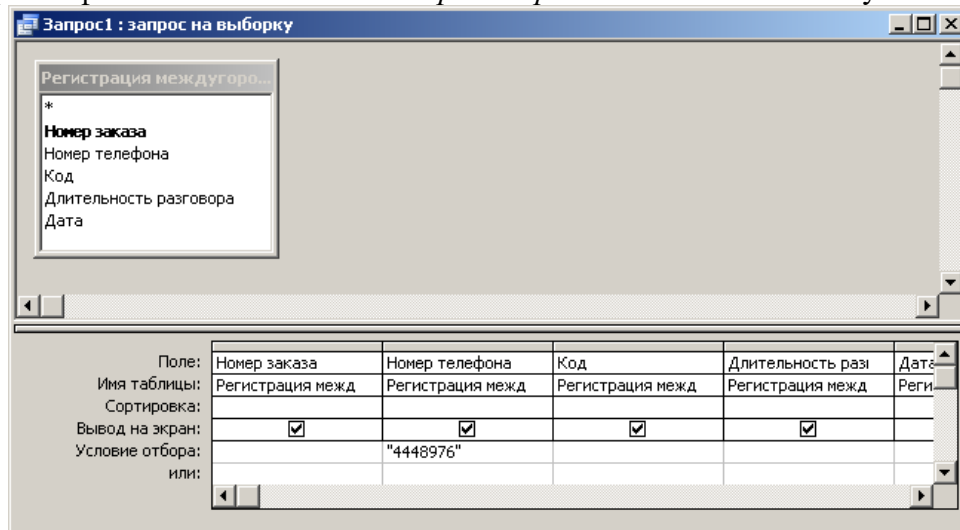 Запрос1 : запрос на выборку
Регистрация междугоро...
*
Номер заказа
Номер телефона
Код
Длительность разговора
Дата
Поле: Номер заказа Номер телефона Код Длительность разг Дата
Имя таблицы: Регистрация межд Регистрация межд Регистрация межд Регистрация межд Реги
Сортировка:
Вывод на экран:
Условие отбора: "4448976"
или: